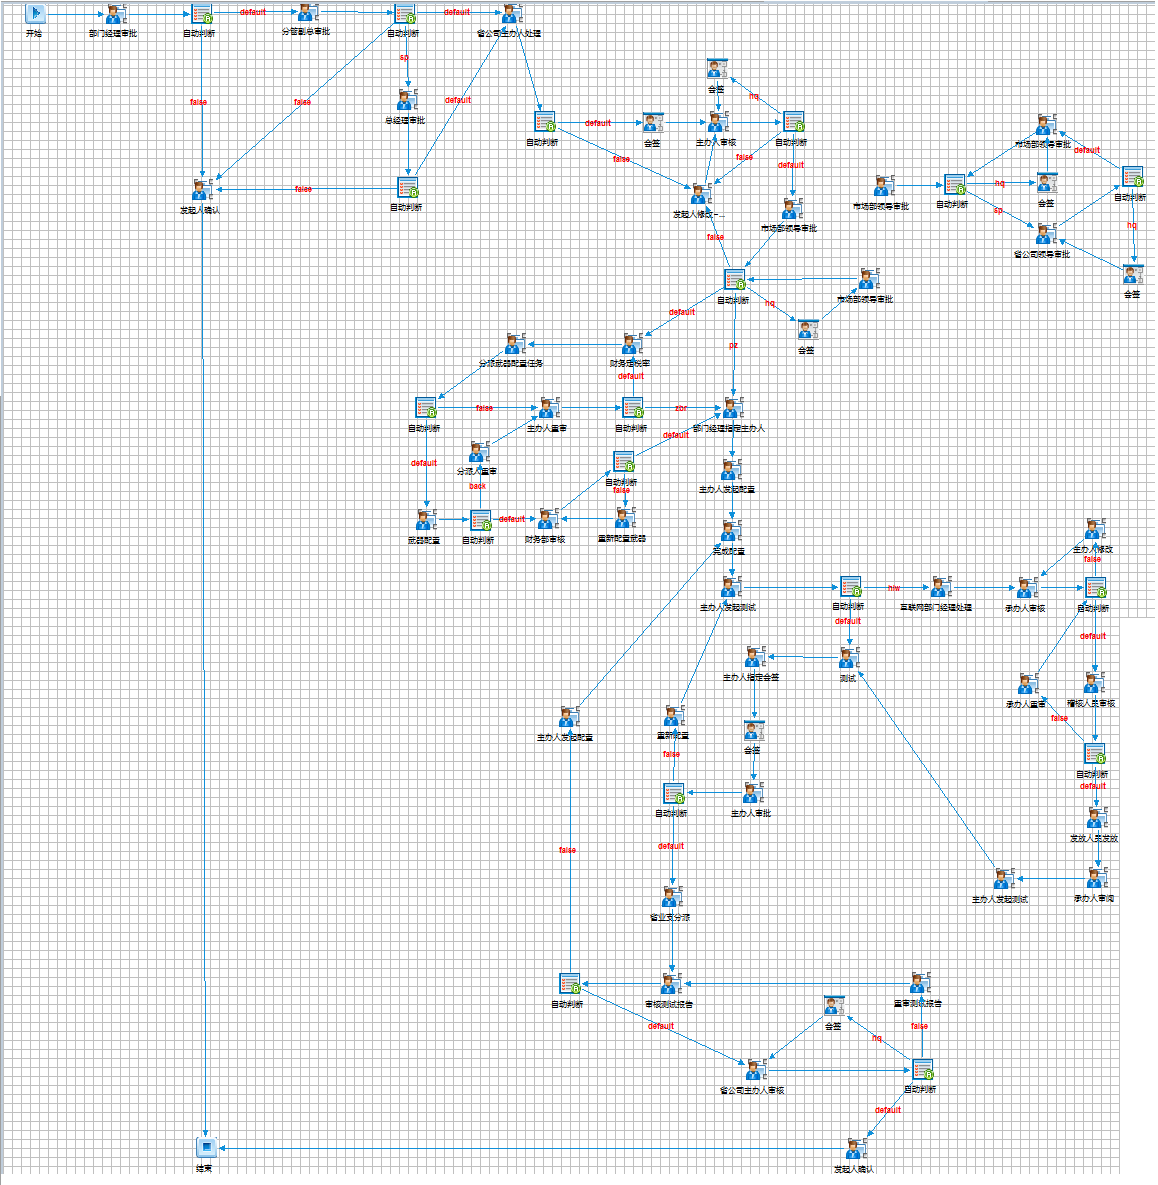 default
default
开始
部门经理审批
自动判断
分管副总审批
自动判断
省公司主办人处理
sp
会签
hq
false
false
default
总经理审批
default
自动判断
会签
主办人审核
自动判断
市场部领导审批
default
false
false
default
hq
false
自动判断
市场部领导审批
自动判断
会签
自动判断
发起人确认
发起人修改-...
sp
市场部领导审批
hq
false
省公司领导审批
自动判断
hq
市场部领导审批
会签
default
pz
会签
分派武器配置任务
财务定税率
default
false
zbr
自动判断
主办人重审
自动判断
部门经理指定主办人
default
default
分派人重审
back
自动判断
false
主办人发起配置
default
武器配置
自动判断
财务部审核
重新配置武器
完成配置
主办人修改
false
hlw
主办人发起测试
自动判断
互联网部门经理处理
承办人审核
自动判断
default
default
主办人指定会签
测试
承办人重审
稽核人员审核
false
主办人发起配置
重新配置
会签
false
自动判断
default
自动判断
主办人审批
发放人员发放
false
default
主办人发起测试
承办人审阅
省业支分派
自动判断
审核测试报告
重审测试报告
default
会签
false
hq
省公司主办人审核
自动判断
default
结束
发起人确认